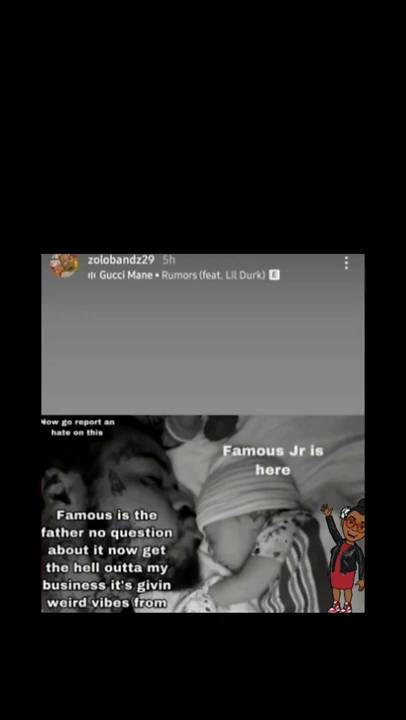 zolobandz29 5h
Gucci Mane • Rumors (feat. Lil Durk) E
Now go report an
hate on this
Famous Jr is
here
Famous is the
father no question
about it now get
the hell outta my
business it's givin
weird vibes from